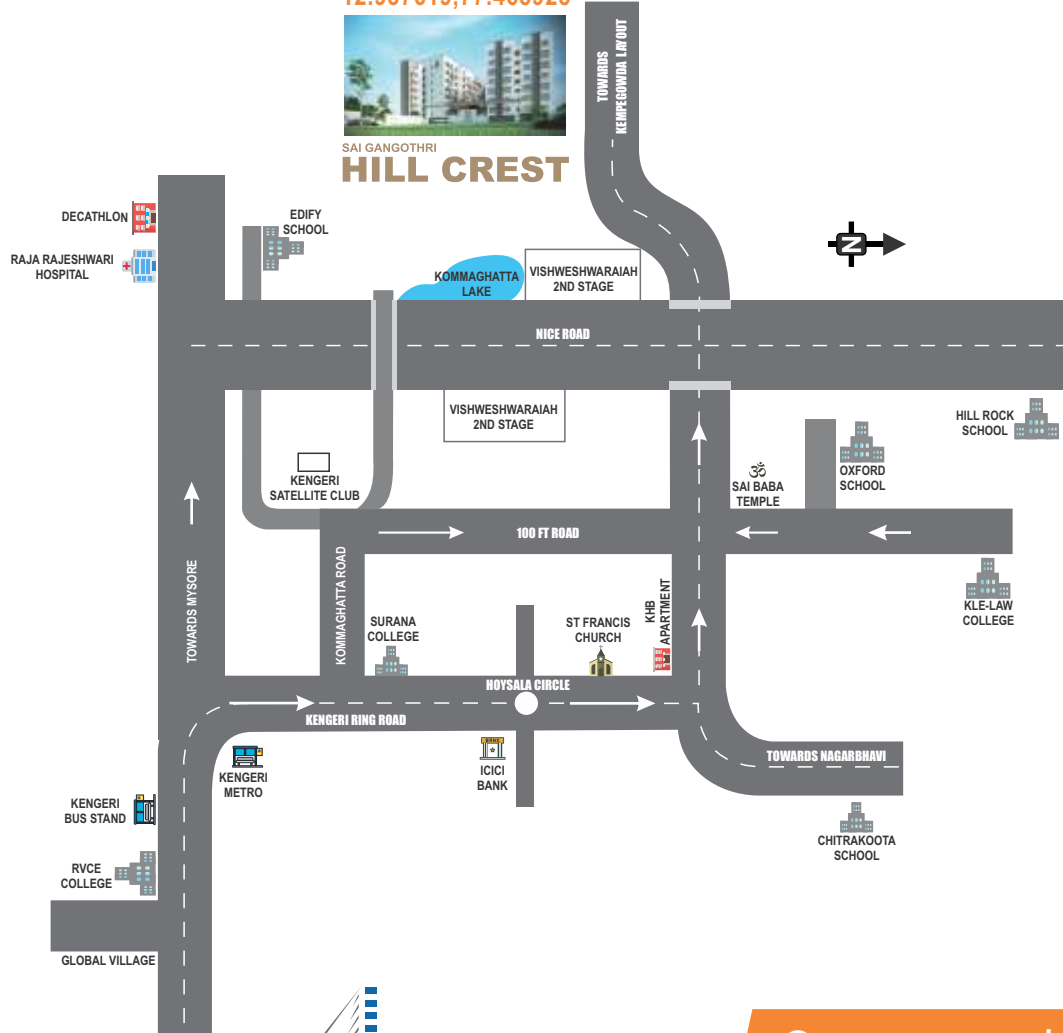 SAI GANGOTHRI
HILL CREST
TOWARDS
KEMPEGOWDA LAYOUT
DECATHLON
RAJA RAJESHWARI
HOSPITAL
EDIFY
SCHOOL
KOMMAGHATTA
LAKE
VISHWESHWARAIAH
2ND STAGE
N
NICE ROAD
VISHWESHWARAIAH
2ND STAGE
HILL ROCK
SCHOOL
OXFORD
SCHOOL
ॐ
SAI BABA
TEMPLE
KENGERI
SATELLITE CLUB
100 FT ROAD
TOWARDS MYSORE
KOMMAGHATTA ROAD
SURANA
COLLEGE
ST FRANCIS
CHURCH
KHB
APARTMENT
KLE-LAW
COLLEGE
HOYSALA CIRCLE
KENGERI RING ROAD
KENGERI
METRO
ICICI
BANK
TOWARDS NAGARBHAVI
KENGERI
BUS STAND
CHITRAKOOTA
SCHOOL
RVCE
COLLEGE
GLOBAL VILLAGE